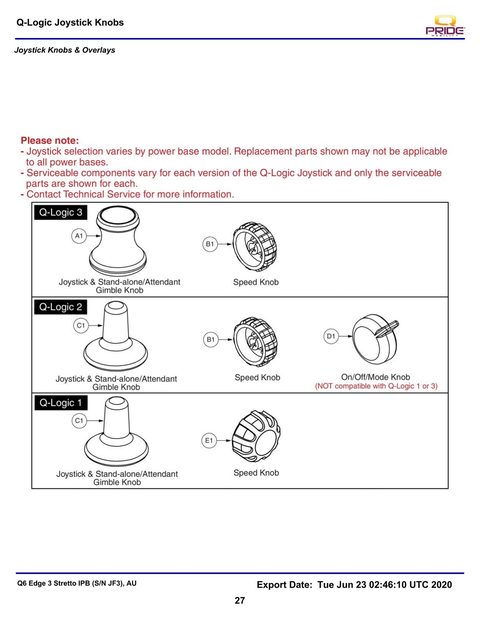 Q-Logic Joystick Knobs
Q
PRIDE
Joystick Knobs & Overlays
Please note:
- Joystick selection varies by power base model. Replacement parts shown may not be applicable
to all power bases.
- Serviceable components vary for each version of the Q-Logic Joystick and only the serviceable
parts are shown for each.
- Contact Technical Service for more information.
Q-Logic 3
A1
B1
Joystick & Stand-alone/Attendant
Gimble Knob
Speed Knob
Q-Logic 2
C1
B1
D1
Joystick & Stand-alone/Attendant
Gimble Knob
Speed Knob
On/Off/Mode Knob
(NOT compatible with Q-Logic 1 or 3)
Q-Logic 1
C1
E1
Joystick & Stand-alone/Attendant
Gimble Knob
Speed Knob
Q6 Edge 3 Stretto IPB (S/N JF3), AU
Export Date: Tue Jun 23 02:46:10 UTC 2020
27